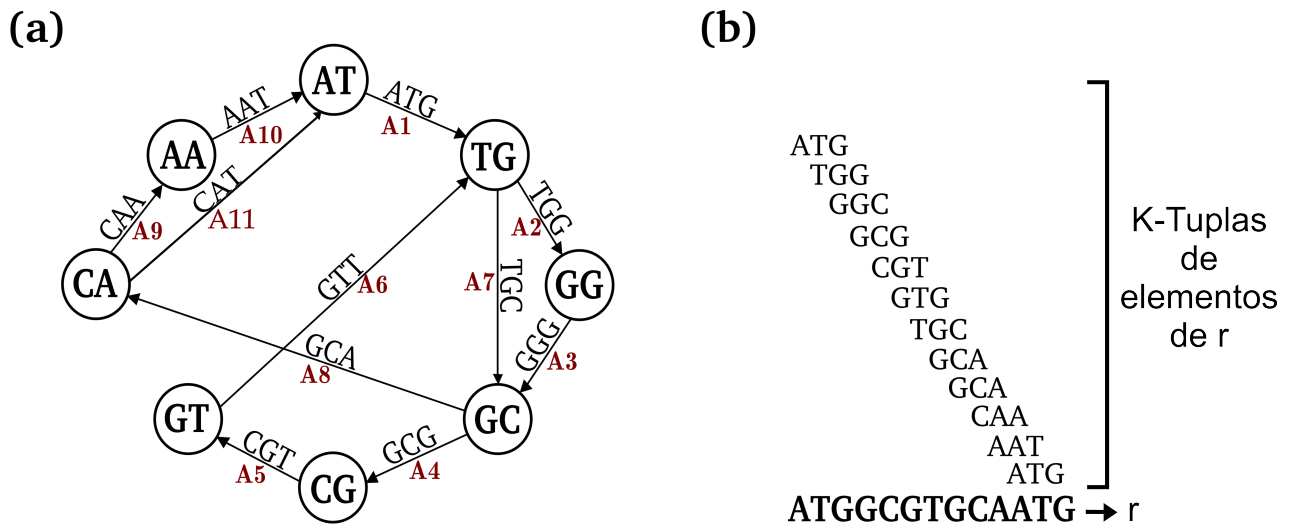 (a)
(b)
AT
ATG
A1
AAT
A10
AA
TG
CAT
A11
CAA
A9
TGG
A2
CA
GTT
A6
A7
TGC
GG
GCA
A8
GGG
A3
GT
GC
CGT
A5
GCG
A4
CG
ATG
TGG
GGC
GCG
CGT
GTG
TGC
GCA
GCA
CAA
AAT
ATG
ATGGCGTGCAATG → r
K-Tuplas
de
elementos
de r